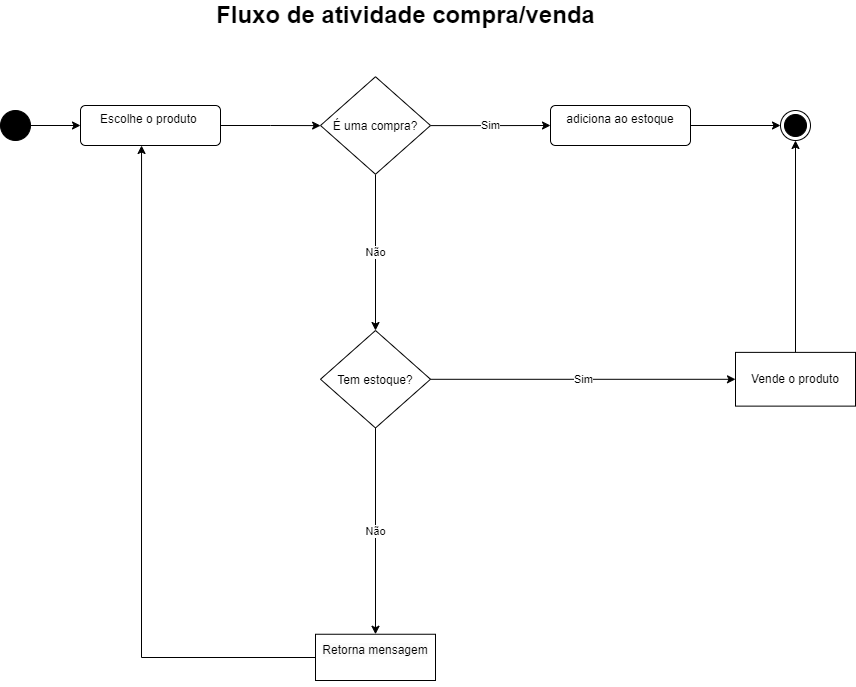 Fluxo de atividade compra/venda
Escolhe o produto
É uma compra?
Sim
adiciona ao estoque
Não
Tem estoque?
Sim
Vende o produto
Não
Retorna mensagem